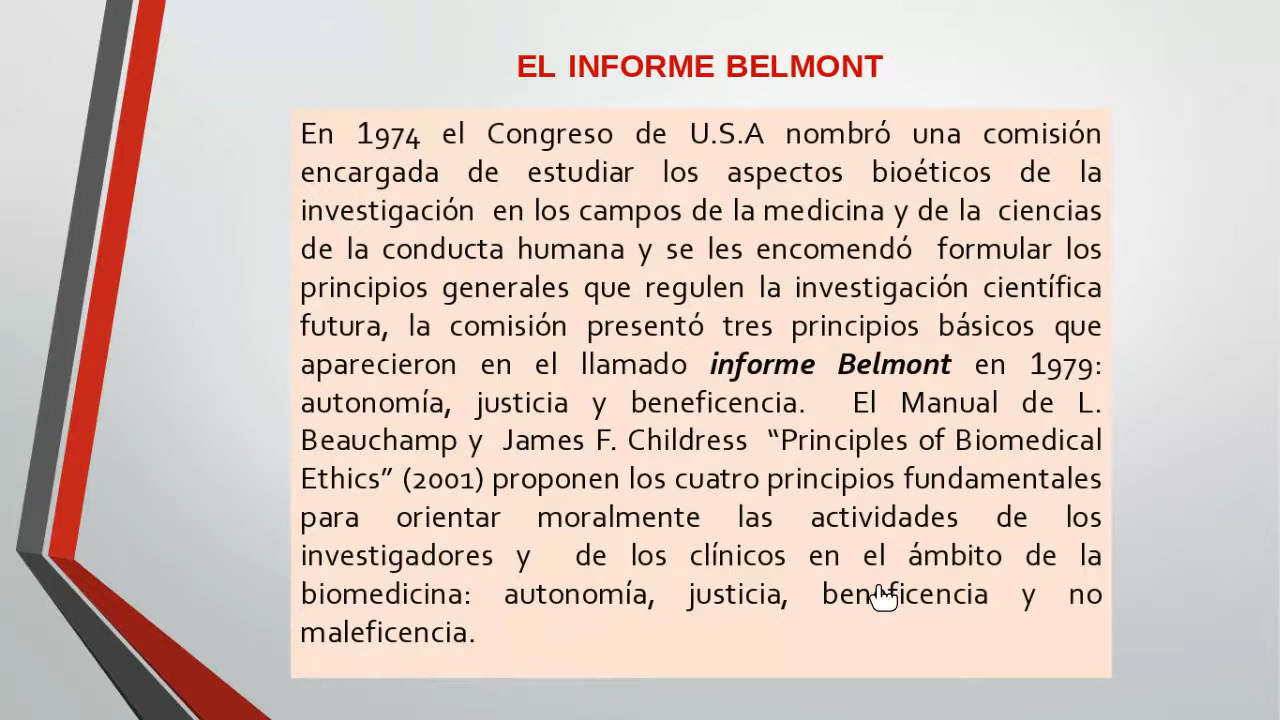 EL INFORME BELMONT
En 1974 el Congreso de U.S.A nombró una comisión
encargada de estudiar los aspectos bioéticos de la
investigación en los campos de la medicina y de la ciencias
de la conducta humana y se les encomendó formular los
principios generales que regulen la investigación científica
futura, la comisión presentó tres principios básicos que
aparecieron en el llamado informe Belmont en 1979:
autonomía, justicia y beneficencia. El Manual de L.
Beauchamp y James F. Childress “Principles of Biomedical
Ethics” (2001) proponen los cuatro principios fundamentales
para orientar moralmente las actividades de los
investigadores y de los clínicos en el ámbito de la
biomedicina: autonomía, justicia, beneficencia y no
maleficencia.